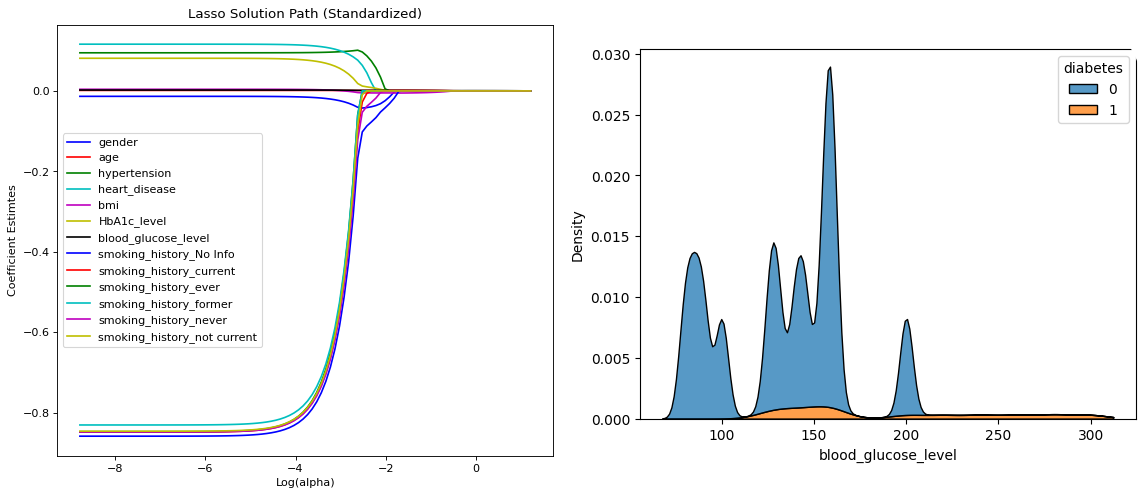 Lasso Solution Path (Standardized)
0.0
−0.2
−0.4
−0.6
−0.8
Coefficient Estimtes
gender
age
hypertension
heart_disease
bmi
HbA1c_level
blood_glucose_level
smoking_history_No Info
smoking_history_current
smoking_history_ever
smoking_history_former
smoking_history_never
smoking_history_not current
−8
−6
−4
−2
0
Log(alpha)
0.030
0.025
0.020
0.015
0.010
0.005
0.000
Density
diabetes
0
1
100
150
200
250
300
blood_glucose_level